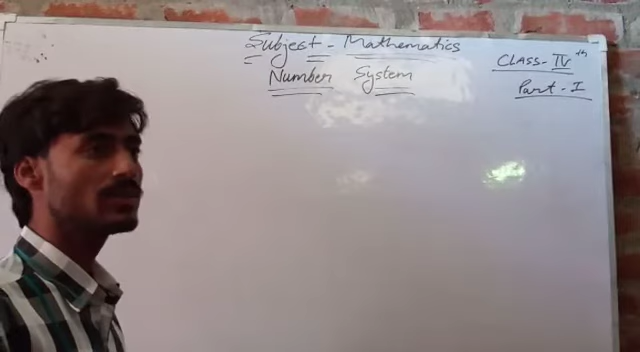 Subject - Mathematics
Number System
CLASS - IV th
Part - I